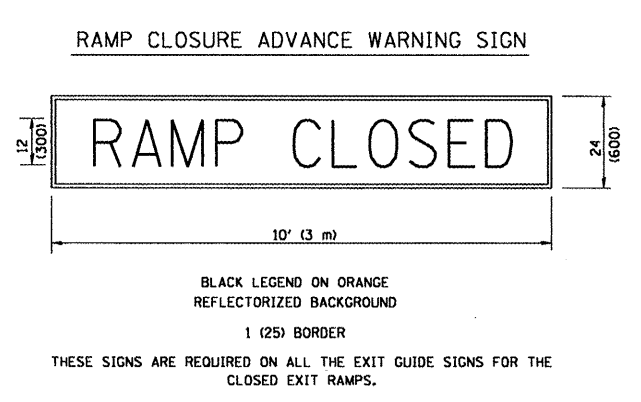 RAMP CLOSURE ADVANCE WARNING SIGN
RAMP CLOSED
12
(300)
24
(600)
10' (3 m)
BLACK LEGEND ON ORANGE
REFLECTORIZED BACKGROUND
1 (25) BORDER
THESE SIGNS ARE REQUIRED ON ALL THE EXIT GUIDE SIGNS FOR THE
CLOSED EXIT RAMPS.